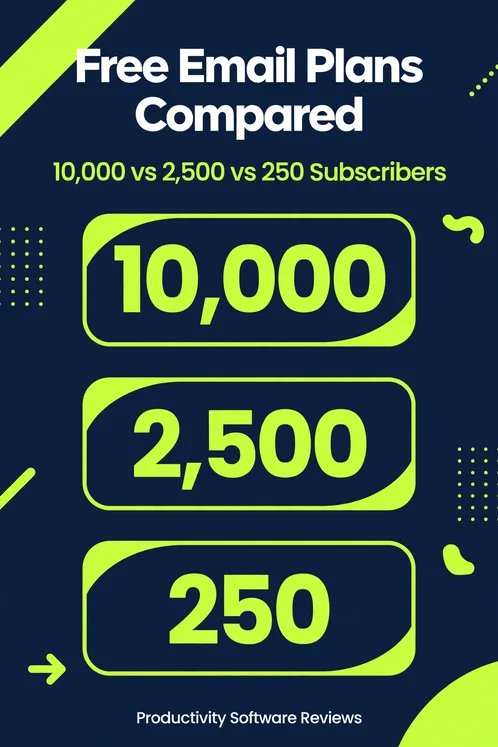 Free Email Plans
Compared
10,000 vs 2,500 vs 250 Subscribers
10,000
2,500
250
Productivity Software Reviews